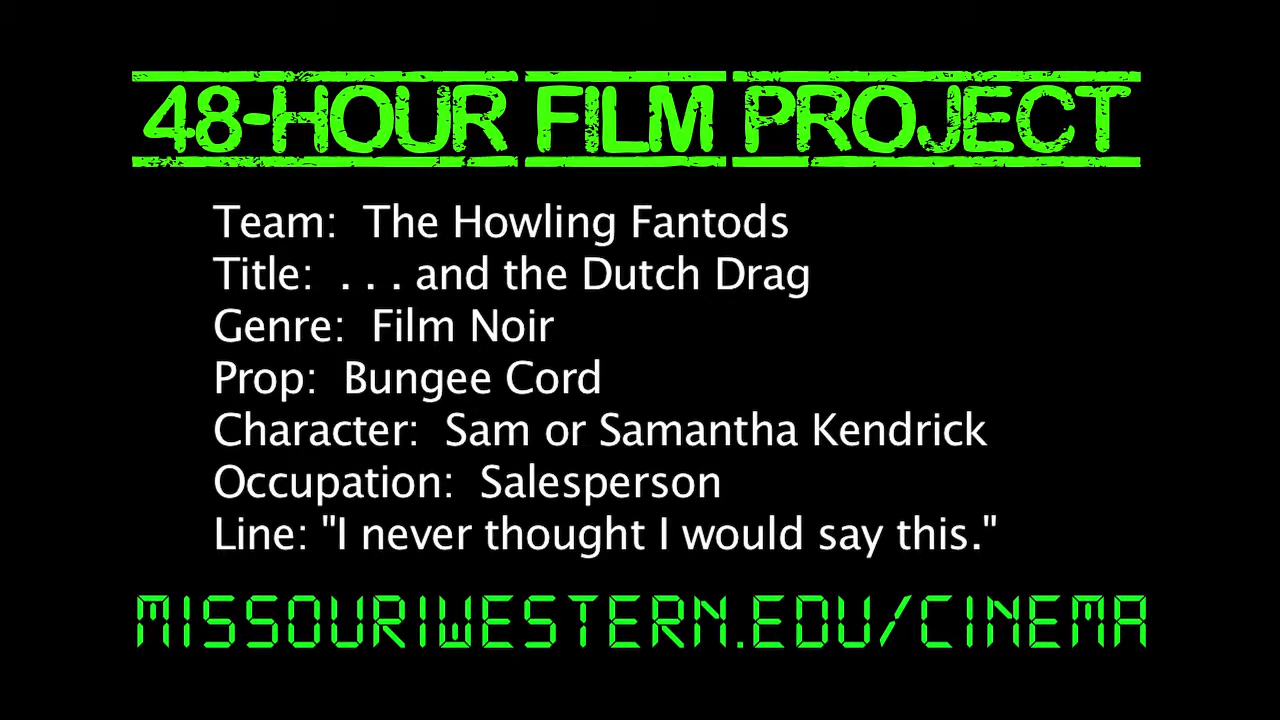 48-HOUR FILM PROJECT
Team: The Howling Fantods
Title: . . . and the Dutch Drag
Genre: Film Noir
Prop: Bungee Cord
Character: Sam or Samantha Kendrick
Occupation: Salesperson
Line: "I never thought I would say this."
MISSOURIWESTERN.EDU/CINEMA